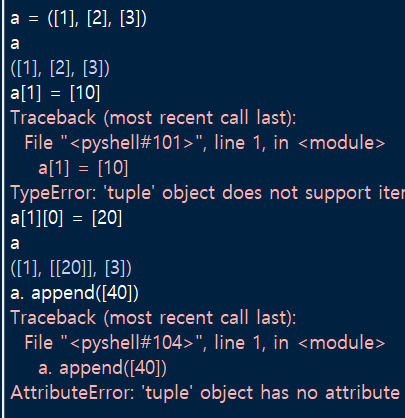 a = ([1], [2], [3])
a
([1], [2], [3])
a[1] = [10]
Traceback (most recent call last):
File "<pyshell#101>", line 1, in <module>
a[1] = [10]
TypeError: 'tuple' object does not support
a[1][0] = [20]
a
([1], [[20]], [3])
a. append([40])
Traceback (most recent call last):
File "<pyshell#104>", line 1, in <module>
a. append([40])
AttributeError: 'tuple' object has no attribute